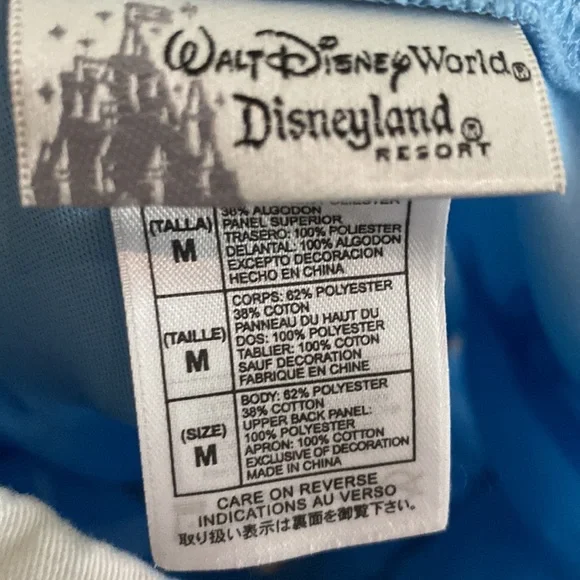 WALT DISNEY World®
Disneyland®
RESORT
38% ALGODON
(TALLA)
M
PANEL SUPERIOR
TRASERO: 100% POLIESTER
DELANTAL: 100% ALGODON
EXCEPTO DECORACION
HECHO EN CHINA
(TAILLE)
M
CORPS: 62% POLYESTER
38% COTON
PANNEAU DU HAUT DU
DOS: 100% POLYESTER
TABLIER: 100% COTON
SAUF DECORATION
FABRIQUE EN CHINE
(SIZE)
M
BODY: 62% POLYESTER
38% COTTON
UPPER BACK PANEL:
100% POLYESTER
APRON: 100% COTTON
EXCLUSIVE OF DECORATION
MADE IN CHINA
CARE ON REVERSE
INDICATIONS AU VERSO
取り扱い表示は裏面を御覧下さい。